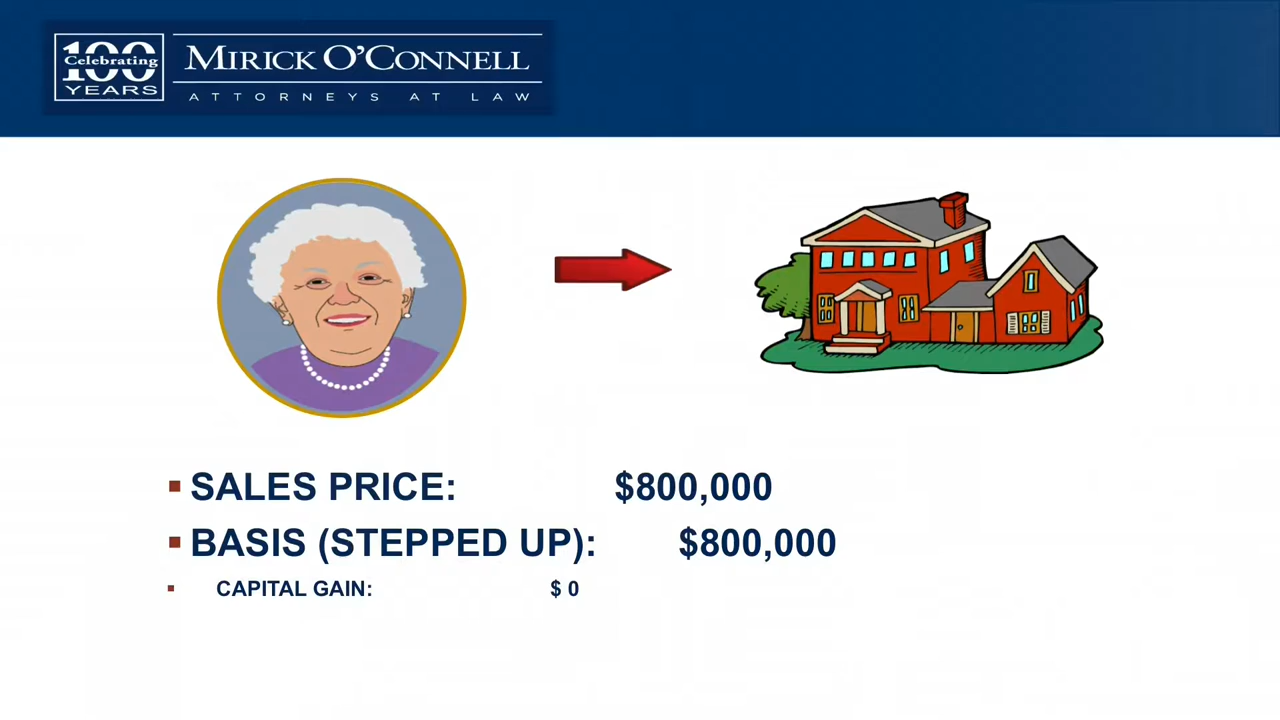 100
Celebrating
YEARS
MIRICK O'CONNELL
ATTORNEYS AT LAW
▪ SALES PRICE: $800,000
▪ BASIS (STEPPED UP): $800,000
▪ CAPITAL GAIN: $ 0